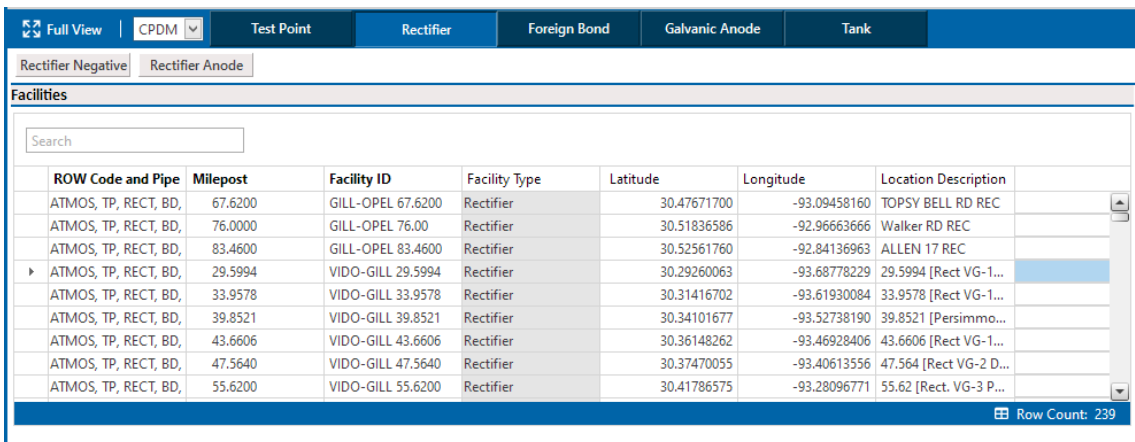 Full View | CPDM Test Point Rectifier Foreign Bond Galvanic Anode Tank
Rectifier Negative Rectifier Anode
Facilities
Search
ROW Code and Pipe Milepost Facility ID Facility Type Latitude Longitude Location Description
ATMOS, TP, RECT, BD, 67.6200 GILL-OPEL 67.6200 Rectifier 30.47671700 -93.09458160 TOPSY BELL RD REC
ATMOS, TP, RECT, BD, 76.0000 GILL-OPEL 76.00 Rectifier 30.51836586 -92.96663666 Walker RD REC
ATMOS, TP, RECT, BD, 83.4600 GILL-OPEL 83.4600 Rectifier 30.52561760 -92.84136963 ALLEN 17 REC
ATMOS, TP, RECT, BD, 29.5994 VIDO-GILL 29.5994 Rectifier 30.29260063 -93.68778229 29.5994 [Rect VG-1...
ATMOS, TP, RECT, BD, 33.9578 VIDO-GILL 33.9578 Rectifier 30.31416702 -93.61930084 33.9578 [Rect VG-1...
ATMOS, TP, RECT, BD, 39.8521 VIDO-GILL 39.8521 Rectifier 30.34101677 -93.52738190 39.8521 [Persimmo...
ATMOS, TP, RECT, BD, 43.6606 VIDO-GILL 43.6606 Rectifier 30.36148262 -93.46928406 43.6606 [Rect VG-1...
ATMOS, TP, RECT, BD, 47.5640 VIDO-GILL 47.5640 Rectifier 30.37470055 -93.40613556 47.564 [Rect VG-2 D...
ATMOS, TP, RECT, BD, 55.6200 VIDO-GILL 55.6200 Rectifier 30.41786575 -93.28096771 55.62 [Rect. VG-3 P...
Row Count: 239